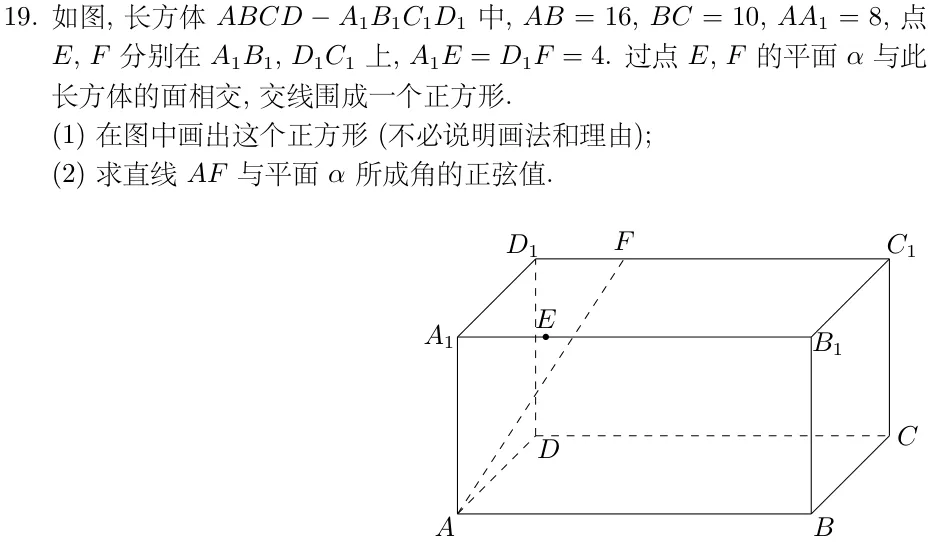 19. 如图, 长方体 ABCD − A₁B₁C₁D₁ 中, AB = 16, BC = 10, AA₁ = 8, 点
E, F 分别在 A₁B₁, D₁C₁ 上, A₁E = D₁F = 4. 过点 E, F 的平面 α 与此
长方体的面相交, 交线围成一个正方形.
(1) 在图中画出这个正方形 (不必说明画法和理由);
(2) 求直线 AF 与平面 α 所成角的正弦值.
D₁ F C₁
E
A₁ B₁
D C
A B